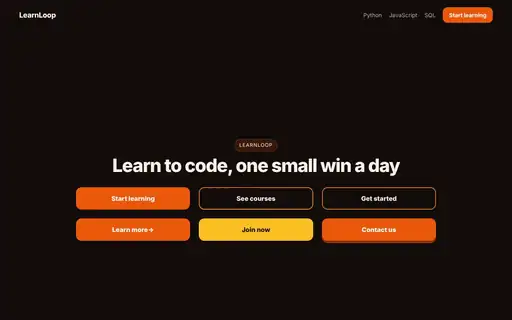 LearnLoop
Python JavaScript SQL Start learning
LEARNLOOP
Learn to code, one small win a day
Start learning See courses Get started
Learn more→ Join now Contact us